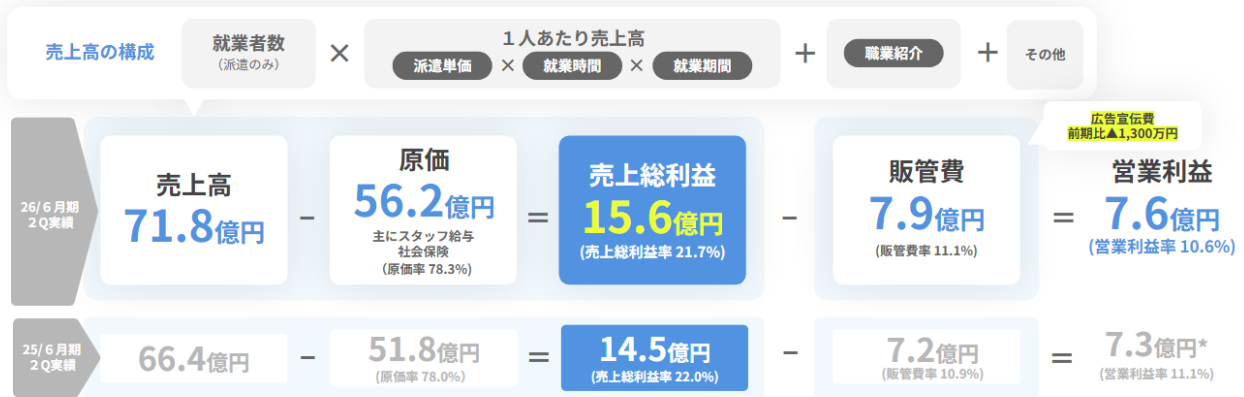 売上高の構成
就業者数
（派遣のみ）
×
１人あたり売上高
派遣単価 × 就業時間 × 就業期間
+
職業紹介
+
その他
広告宣伝費
前期比▲1,300万円
26/６月期
２Q実績
売上高
71.8億円
-
原価
56.2億円
主にスタッフ給与
社会保険
（原価率 78.3%）
=
売上総利益
15.6億円
(売上総利益率 21.7%)
-
販管費
7.9億円
(販管費率 11.1%)
=
営業利益
7.6億円
(営業利益率 10.6%)
25/６月期
２Q実績
66.4億円
-
51.8億円
(原価率 78.0%）
=
14.5億円
(売上総利益率 22.0%)
-
7.2億円
(販管費率 10.9%)
=
7.3億円*
(営業利益率 11.1%)